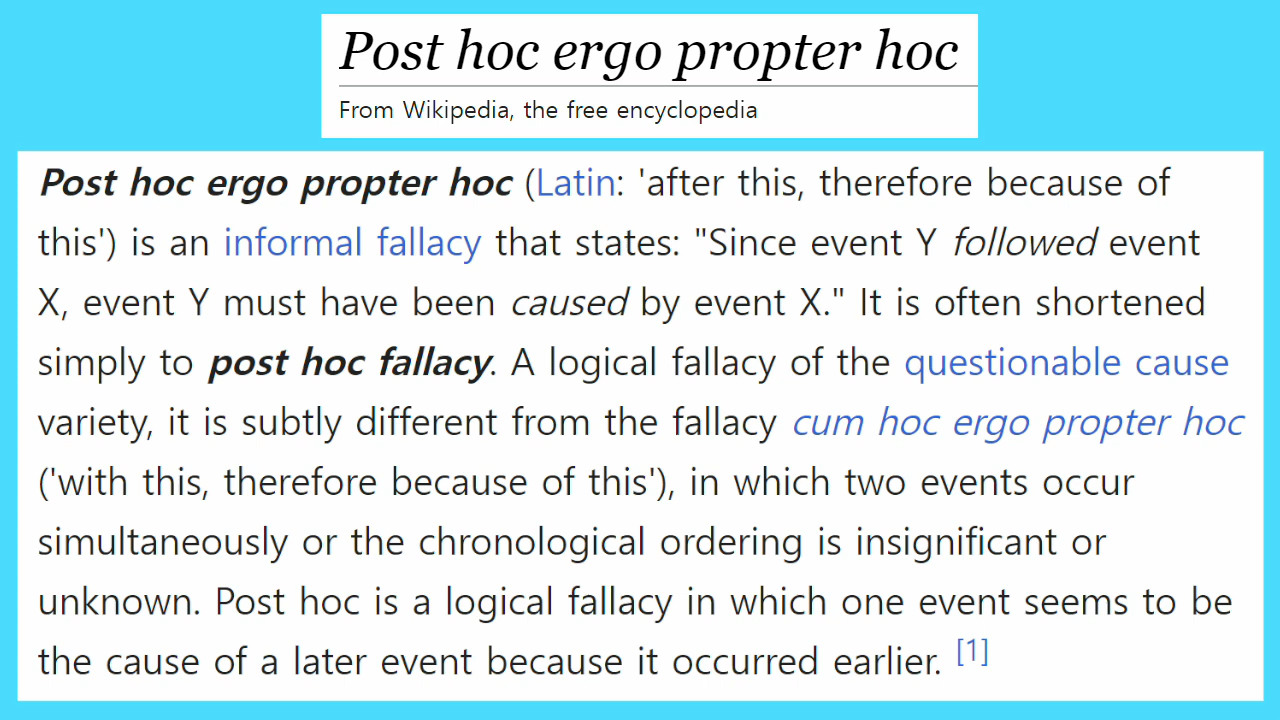 Post hoc ergo propter hoc
From Wikipedia, the free encyclopedia
Post hoc ergo propter hoc (Latin: 'after this, therefore because of
this') is an informal fallacy that states: "Since event Y followed event
X, event Y must have been caused by event X." It is often shortened
simply to post hoc fallacy. A logical fallacy of the questionable cause
variety, it is subtly different from the fallacy cum hoc ergo propter hoc
('with this, therefore because of this'), in which two events occur
simultaneously or the chronological ordering is insignificant or
unknown. Post hoc is a logical fallacy in which one event seems to be
the cause of a later event because it occurred earlier. [1]